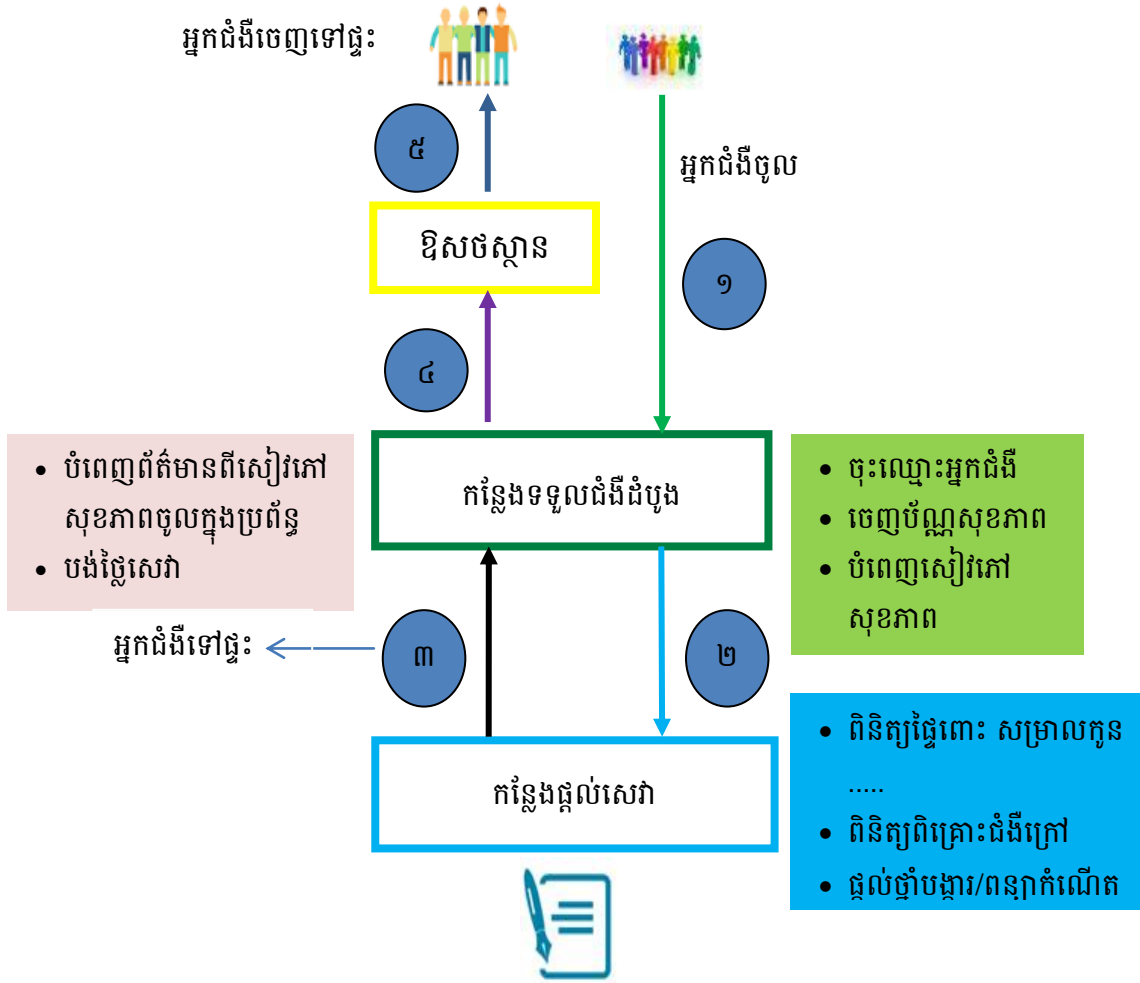 អ្នកជំងឺចេញទៅផ្ទះ
៥
អ្នកជំងឺចូល
ឱសថស្ថាន
១
៤
• បំពេញព័ត៌មានពីសៀវភៅ
សុខភាពចូលក្នុងប្រព័ន្ធ
• បង់ថ្លៃសេវា
កន្លែងទទួលជំងឺដំបូង
• ចុះឈ្មោះអ្នកជំងឺ
• ចេញប័ណ្ណសុខភាព
• បំពេញសៀវភៅ
សុខភាព
អ្នកជំងឺទៅផ្ទះ
៣
២
កន្លែងផ្តល់សេវា
• ពិនិត្យផ្ទៃពោះ សម្រាលកូន
.....
• ពិនិត្យពិគ្រោះជំងឺក្រៅ
• ផ្តល់ថ្នាំបង្ការ/ពន្យាកំណើត